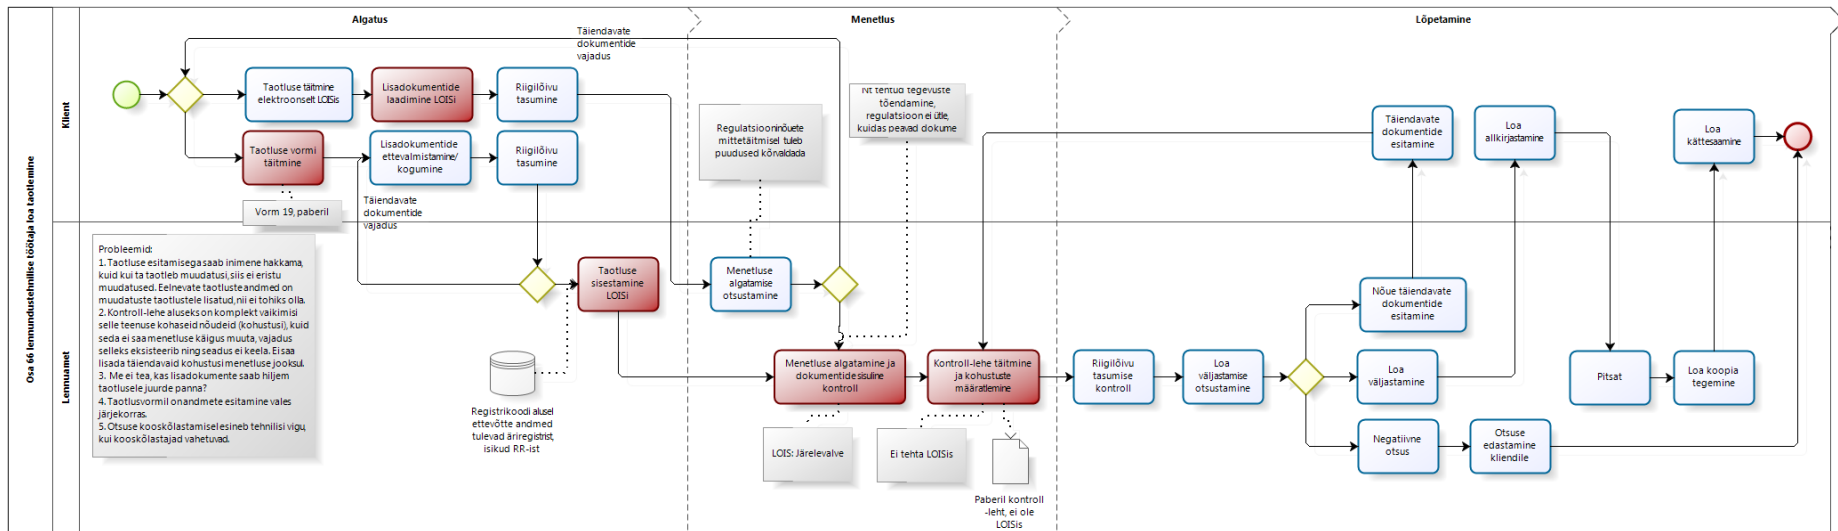 Osa 66 lennundustehnilise töötaja loa taotlemine
Algatus
Menetlus
Lõpetamine
Klient
Täiendavate
dokumentide
vajadus
Taotluse täitmine
elektroonselt LOISis
Lisadokumentide
laadimine LOISi
Riigilõivu
tasumine
Taotluse vormi
täitmine
Lisadokumentide
ettevalmistamine/
kogumine
Riigilõivu
tasumine
Vorm 19, paberil
Täiendavate
dokumentide
vajadus
Regulatsiooninõuete
mittetäitmisel tuleb
puudused kõrvaldada
Nt tehtud tegevuste
tõendamine,
regulatsioon ei ütle,
kuidas peavad dokume
Täiendavate
dokumentide
esitamine
Loa
allkirjastamine
Loa
kättesaamine
Lennuamet
Probleemid:
1. Taotluse esitamisega saab inimene hakkama,
kuid kui ta taotleb muudatusi, siis ei eristu
muudatused. Eelnevate taotluste andmed on
muudatuste taotlustele lisatud, nii ei tohiks olla.
2. Kontroll-lehe aluseks on komplekt vaikimisi
selle teenuse kohaseid nõudeid (kohustusi), kuid
seda ei saa menetluse käigus muuta, vajadus
selleks eksisteerib ning seadus ei keela. Ei saa
lisada täiendavaid kohustusi menetluse jooksul.
3. Me ei tea, kas lisadokumente saab hiljem
taotlusele juurde panna?
4. Taotlusvormil on andmete esitamine vales
järjekorras.
5. Otsuse kooskõlastamisel esineb tehnilisi vigu,
kui kooskõlastajad vahetuvad.
Taotluse
sisestamine
LOISi
Registrikoodi alusel
ettevõtte andmed
tulevad äriregistrist,
isikud RR-ist
Menetluse
algatamise
otsustamine
Menetluse algatamine ja
dokumentide sisuline
kontroll
Kontroll-lehe täitmine
ja kohustuste
määratlemine
LOIS: Järelevalve
Ei tehta LOISis
Paberil kontroll
-leht, ei ole
LOISis
Riigilõivu
tasumise
kontroll
Loa
väljastamise
otsustamine
Nõue täiendavate
dokumentide
esitamine
Loa
väljastamine
Negatiivne
otsus
Otsuse
edastamine
kliendile
Pitsat
Loa koopia
tegemine